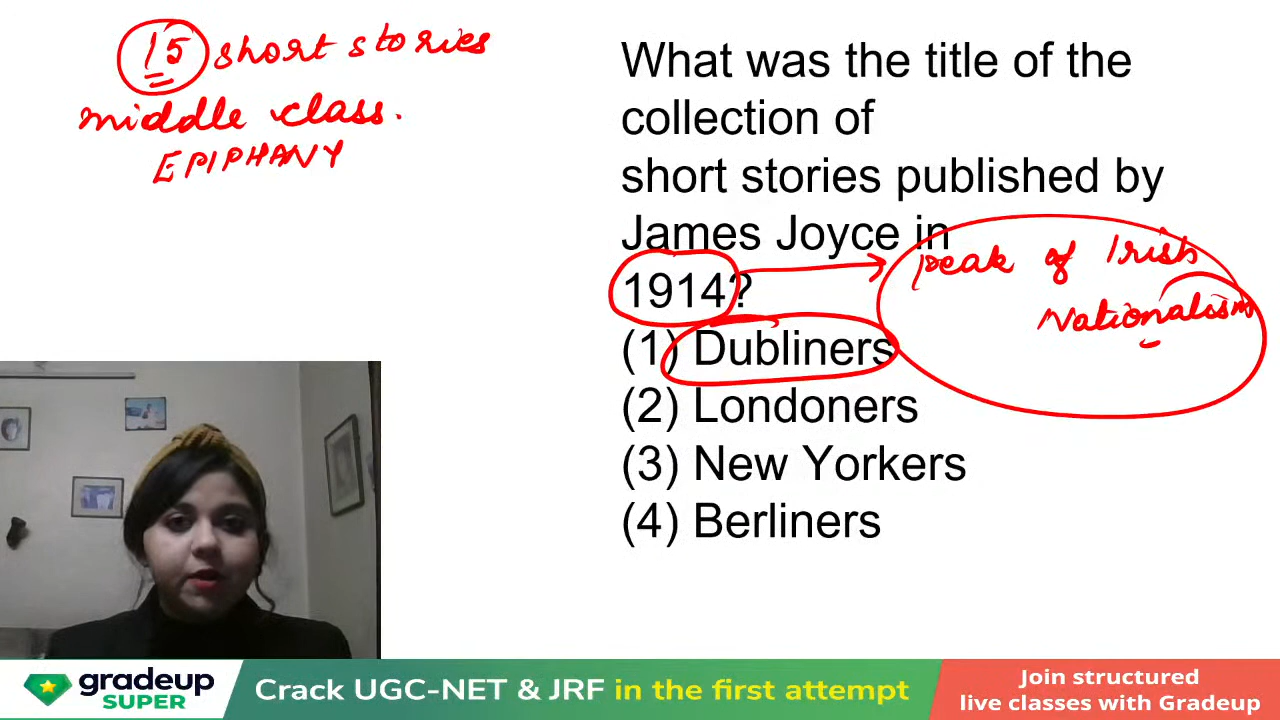 15 short stories
middle class.
EPIPHANY
What was the title of the
collection of
short stories published by
James Joyce in
1914?
peak of Irish
Nationalism
(1) Dubliners
(2) Londoners
(3) New Yorkers
(4) Berliners
gradeup
SUPER
Crack UGC-NET & JRF in the first attempt
Join structured
live classes with Gradeup